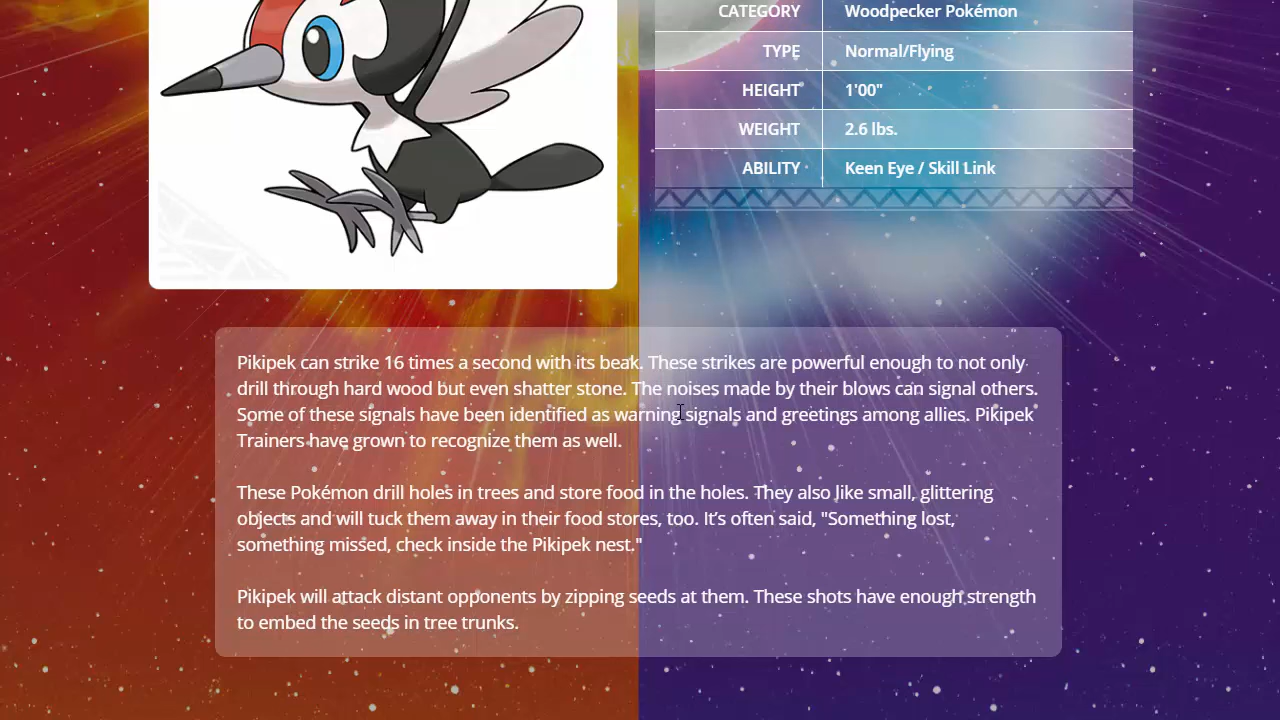 CATEGORY Woodpecker Pokémon
TYPE Normal/Flying
HEIGHT 1'00"
WEIGHT 2.6 lbs.
ABILITY Keen Eye / Skill Link
Pikipek can strike 16 times a second with its beak. These strikes are powerful enough to not only
drill through hard wood but even shatter stone. The noises made by their blows can signal others.
Some of these signals have been identified as warning signals and greetings among allies. Pikipek
Trainers have grown to recognize them as well.
These Pokémon drill holes in trees and store food in the holes. They also like small, glittering
objects and will tuck them away in their food stores, too. It’s often said, "Something lost,
something missed, check inside the Pikipek nest."
Pikipek will attack distant opponents by zipping seeds at them. These shots have enough strength
to embed the seeds in tree trunks.